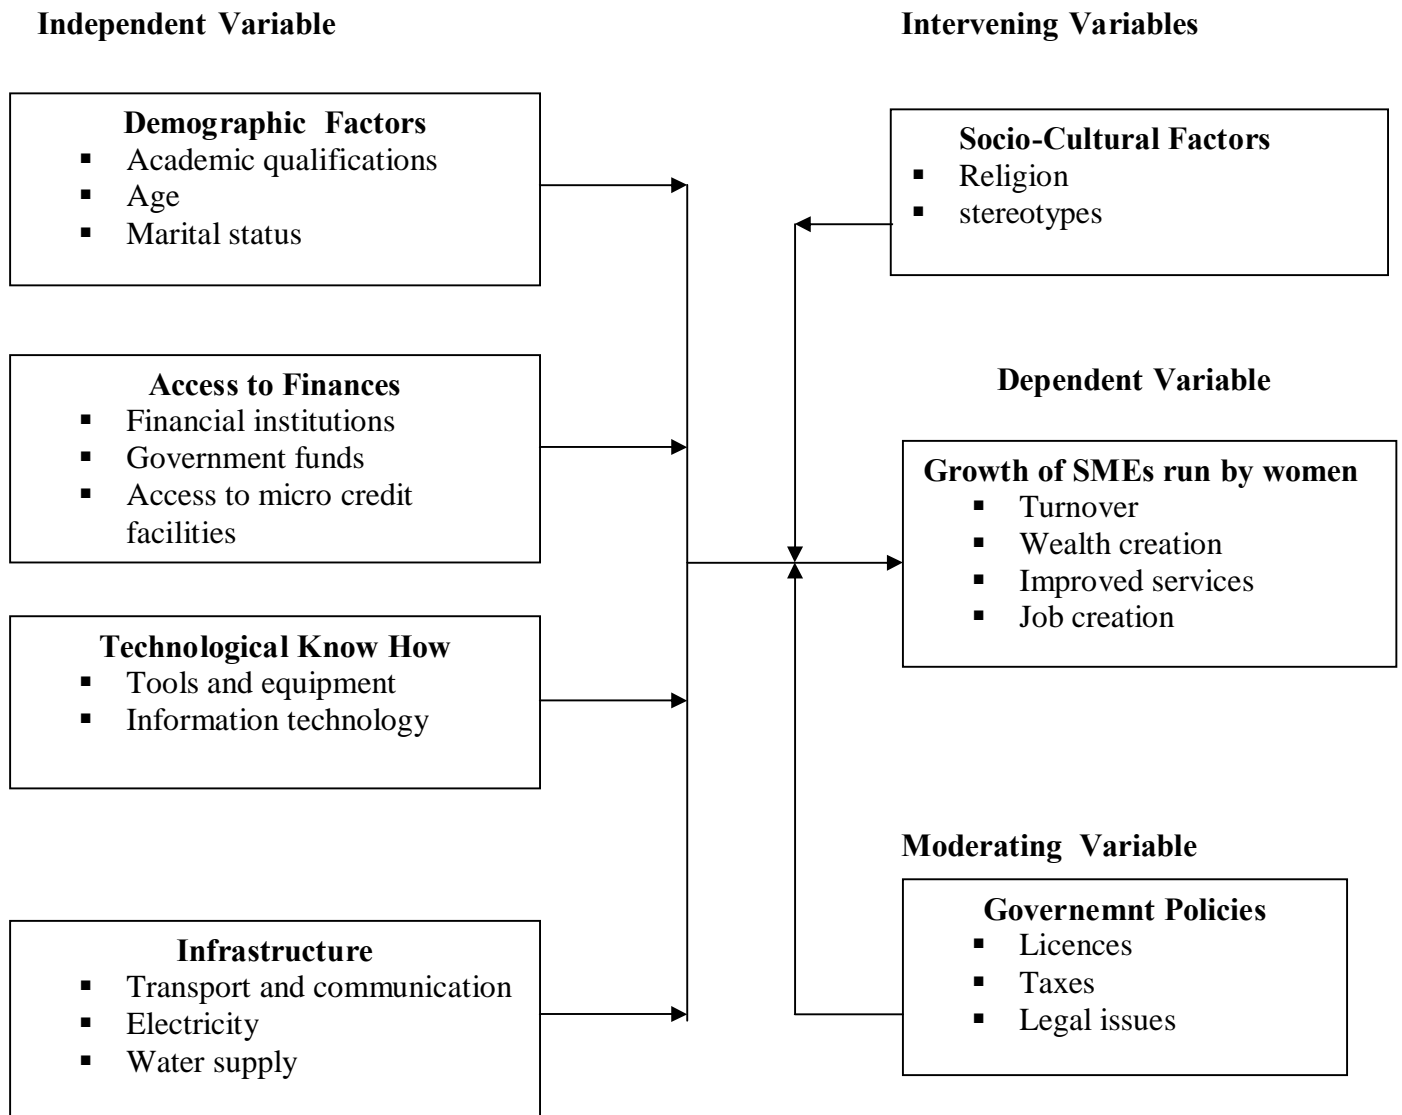 Independent Variable
Demographic Factors
▪ Academic qualifications
▪ Age
▪ Marital status
Access to Finances
▪ Financial institutions
▪ Government funds
▪ Access to micro credit
facilities
Technological Know How
▪ Tools and equipment
▪ Information technology
Infrastructure
▪ Transport and communication
▪ Electricity
▪ Water supply
Intervening Variables
Socio-Cultural Factors
▪ Religion
▪ stereotypes
Dependent Variable
Growth of SMEs run by women
▪ Turnover
▪ Wealth creation
▪ Improved services
▪ Job creation
Moderating Variable
Governemnt Policies
▪ Licences
▪ Taxes
▪ Legal issues